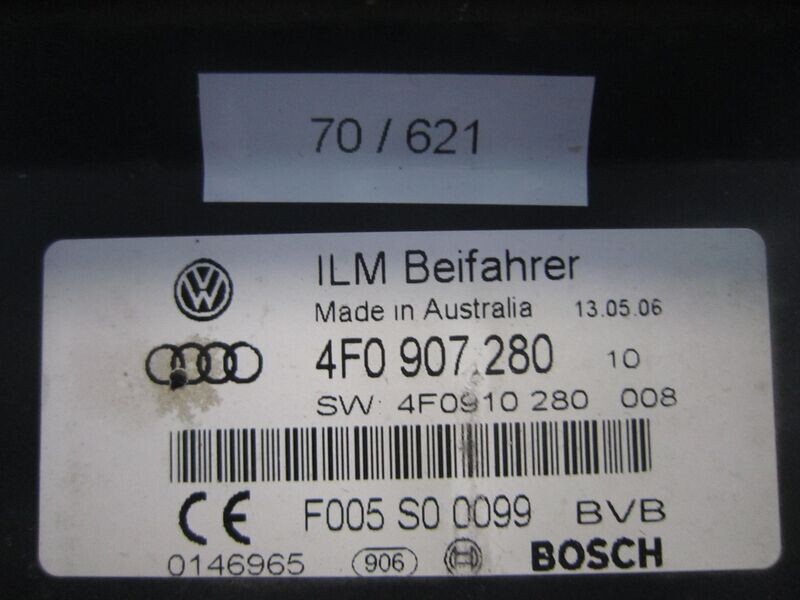 70 / 621
ILM Beifahrer
Made in Australia 13.05.06
4F0 907 280 10
SW: 4F0910 280 008
CE F005 S0 0099 BVB
0146965 906 BOSCH